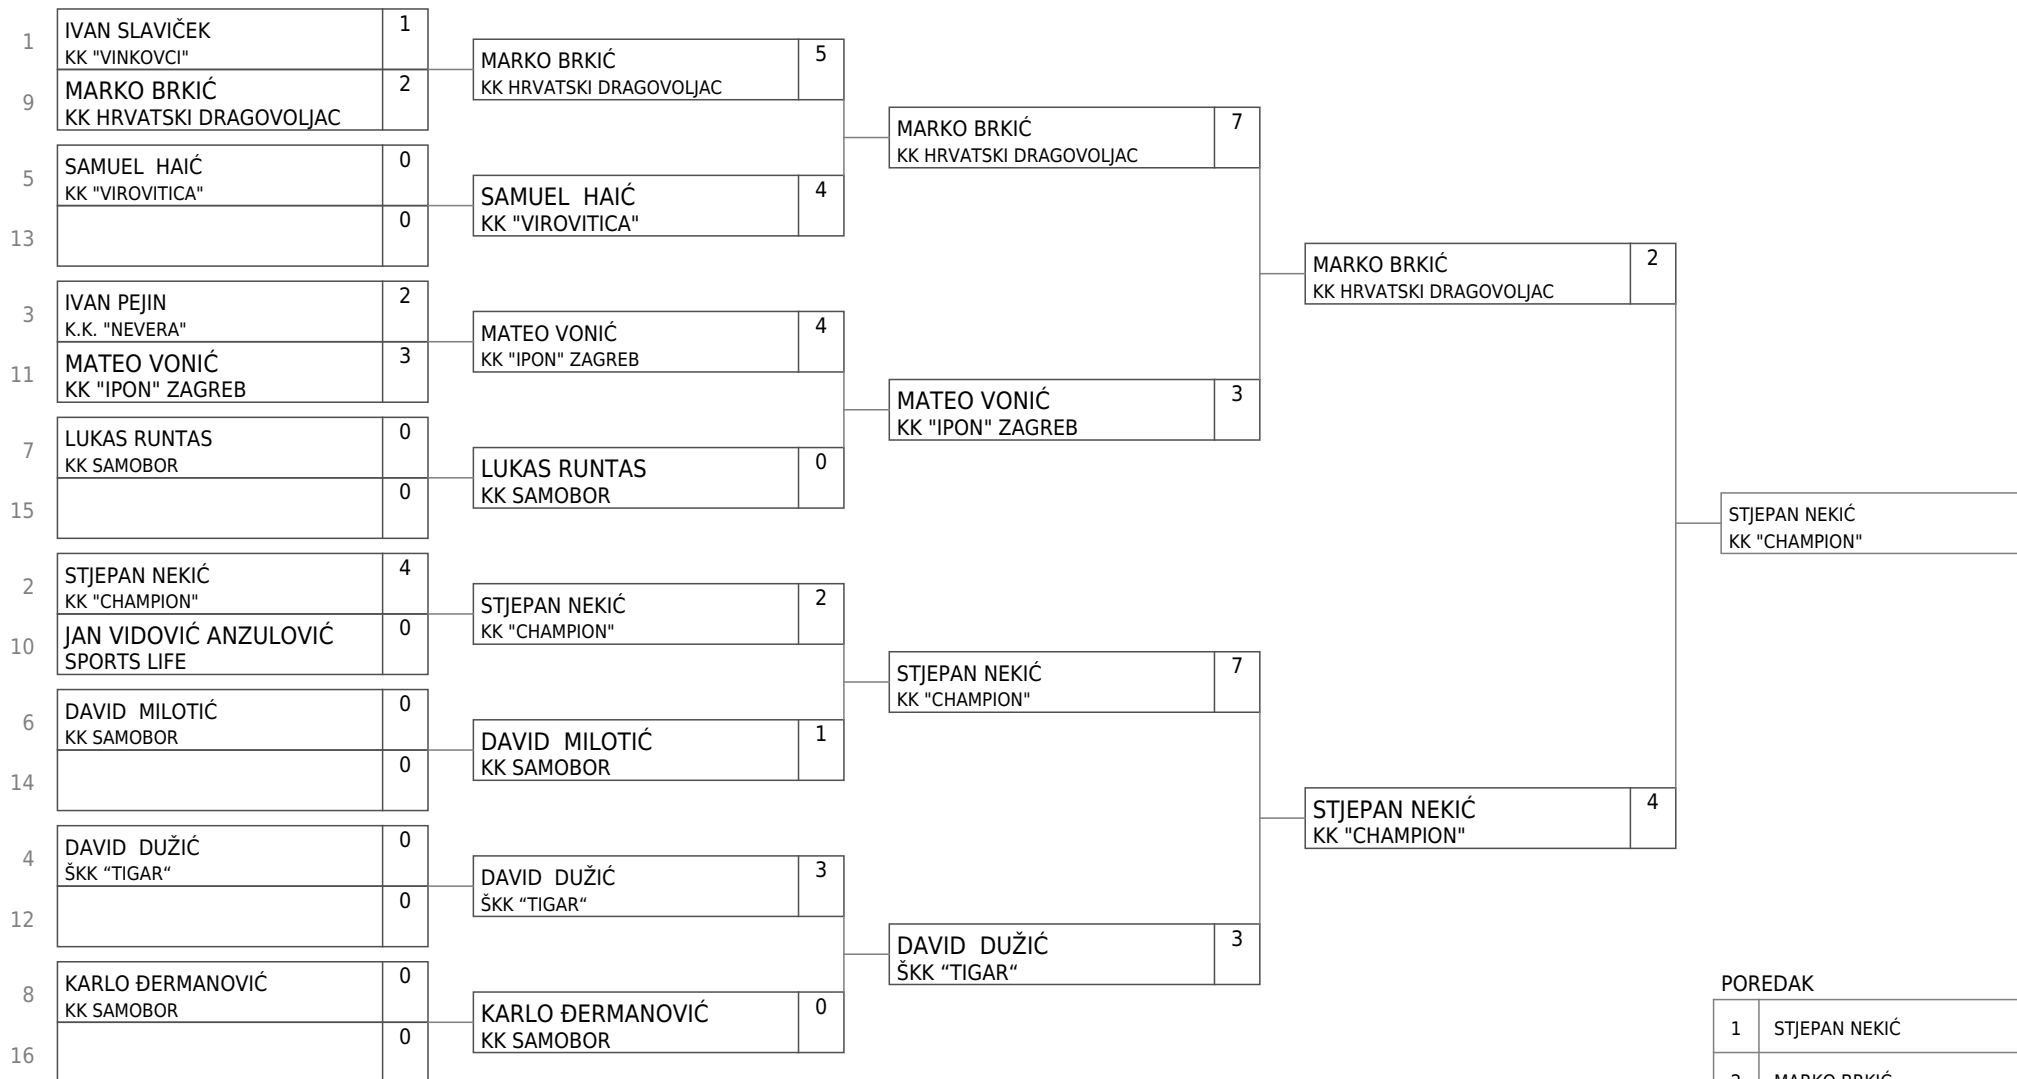 1
IVAN SLAVIČEK
KK "VINKOVCI"
1
9
MARKO BRKIĆ
KK HRVATSKI DRAGOVOLJAC
2
5
SAMUEL  HAIĆ
KK "VIROVITICA"
0
13
0
3
IVAN PEJIN
K.K. "NEVERA"
2
11
MATEO VONIĆ
KK "IPON" ZAGREB
3
7
LUKAS RUNTAS
KK SAMOBOR
0
15
0
2
STJEPAN NEKIĆ
KK "CHAMPION"
4
10
JAN VIDOVIĆ ANZULOVIĆ
SPORTS LIFE
0
6
DAVID  MILOTIĆ
KK SAMOBOR
0
14
0
4
DAVID  DUŽIĆ
ŠKK “TIGAR“
0
12
0
8
KARLO ĐERMANOVIĆ
KK SAMOBOR
0
16
0
MARKO BRKIĆ
KK HRVATSKI DRAGOVOLJAC
5
SAMUEL  HAIĆ
KK "VIROVITICA"
4
MATEO VONIĆ
KK "IPON" ZAGREB
4
LUKAS RUNTAS
KK SAMOBOR
0
STJEPAN NEKIĆ
KK "CHAMPION"
2
DAVID  MILOTIĆ
KK SAMOBOR
1
DAVID  DUŽIĆ
ŠKK “TIGAR“
3
KARLO ĐERMANOVIĆ
KK SAMOBOR
0
MARKO BRKIĆ
KK HRVATSKI DRAGOVOLJAC
7
MATEO VONIĆ
KK "IPON" ZAGREB
3
STJEPAN NEKIĆ
KK "CHAMPION"
7
DAVID  DUŽIĆ
ŠKK “TIGAR“
3
MARKO BRKIĆ
KK HRVATSKI DRAGOVOLJAC
2
STJEPAN NEKIĆ
KK "CHAMPION"
4
STJEPAN NEKIĆ
KK "CHAMPION"
POREDAK
1 STJEPAN NEKIĆ
2 MARKO BRKIĆ